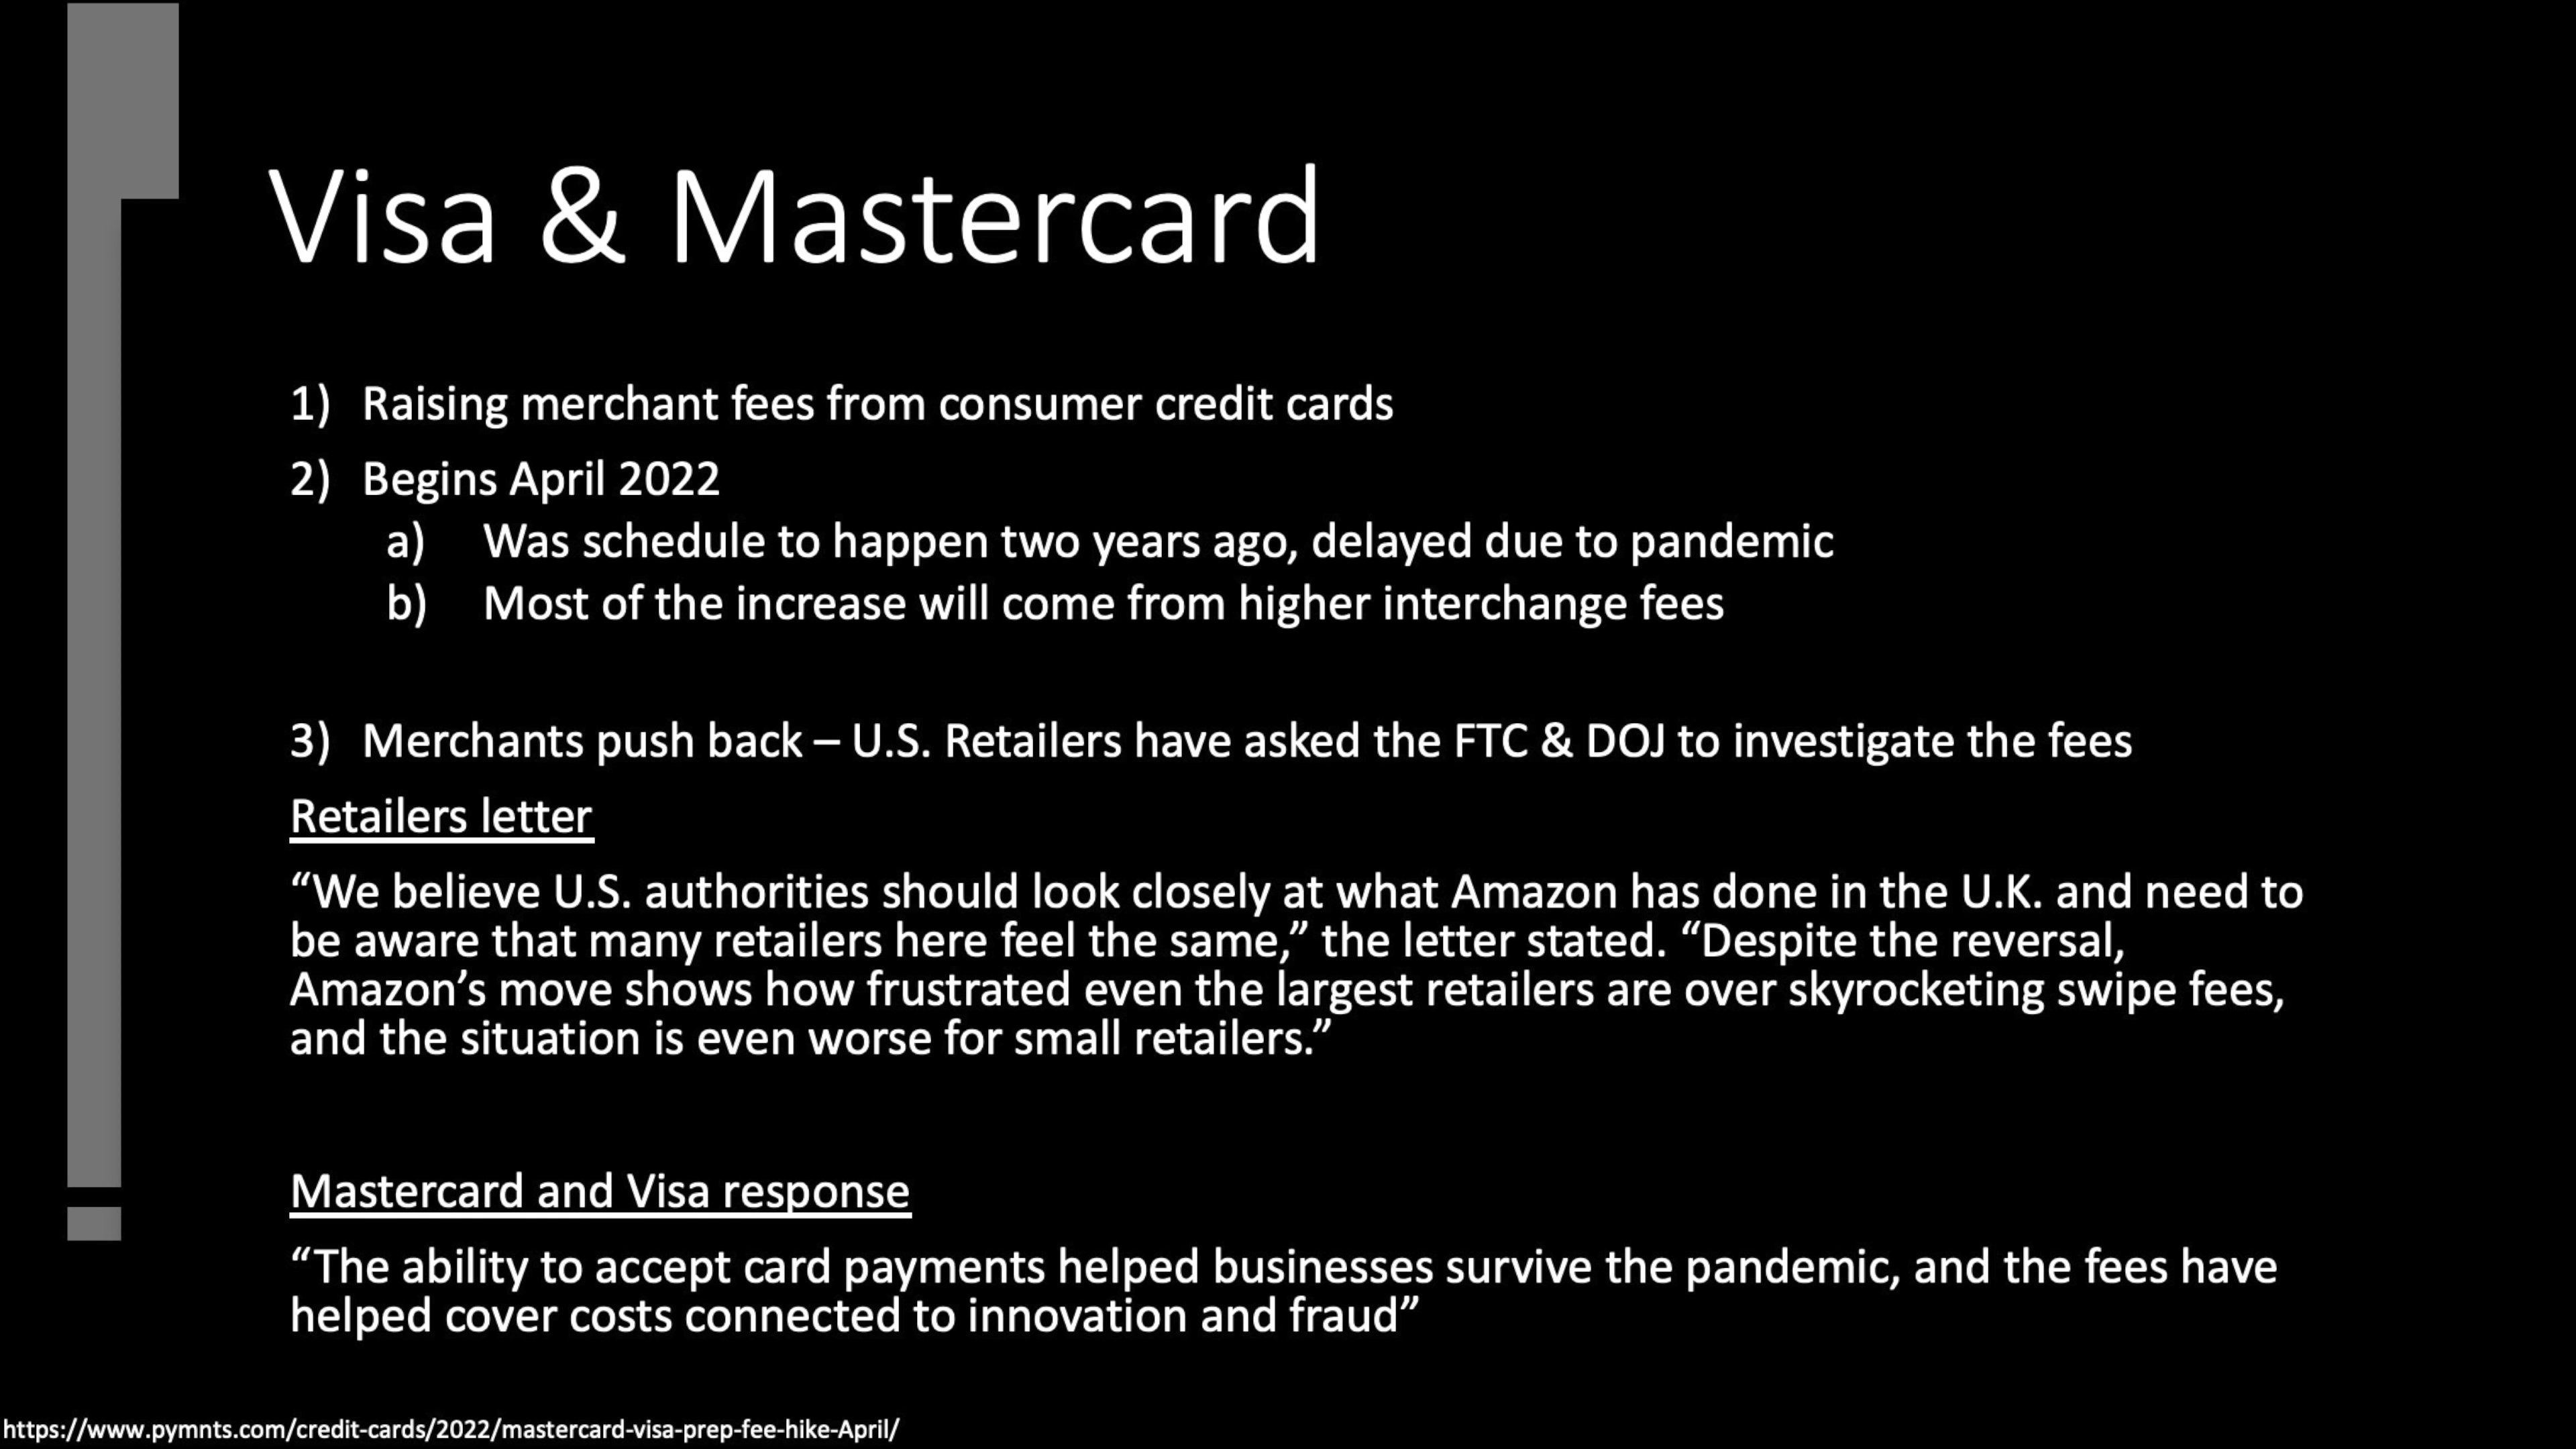 Visa & Mastercard
1) Raising merchant fees from consumer credit cards
2) Begins April 2022
a) Was schedule to happen two years ago, delayed due to pandemic
b) Most of the increase will come from higher interchange fees
3) Merchants push back – U.S. Retailers have asked the FTC & DOJ to investigate the fees
Retailers letter
“We believe U.S. authorities should look closely at what Amazon has done in the U.K. and need to
be aware that many retailers here feel the same,” the letter stated. “Despite the reversal,
Amazon’s move shows how frustrated even the largest retailers are over skyrocketing swipe fees,
and the situation is even worse for small retailers.”
Mastercard and Visa response
“The ability to accept card payments helped businesses survive the pandemic, and the fees have
helped cover costs connected to innovation and fraud”
https://www.pymnts.com/credit-cards/2022/mastercard-visa-prep-fee-hike-April/